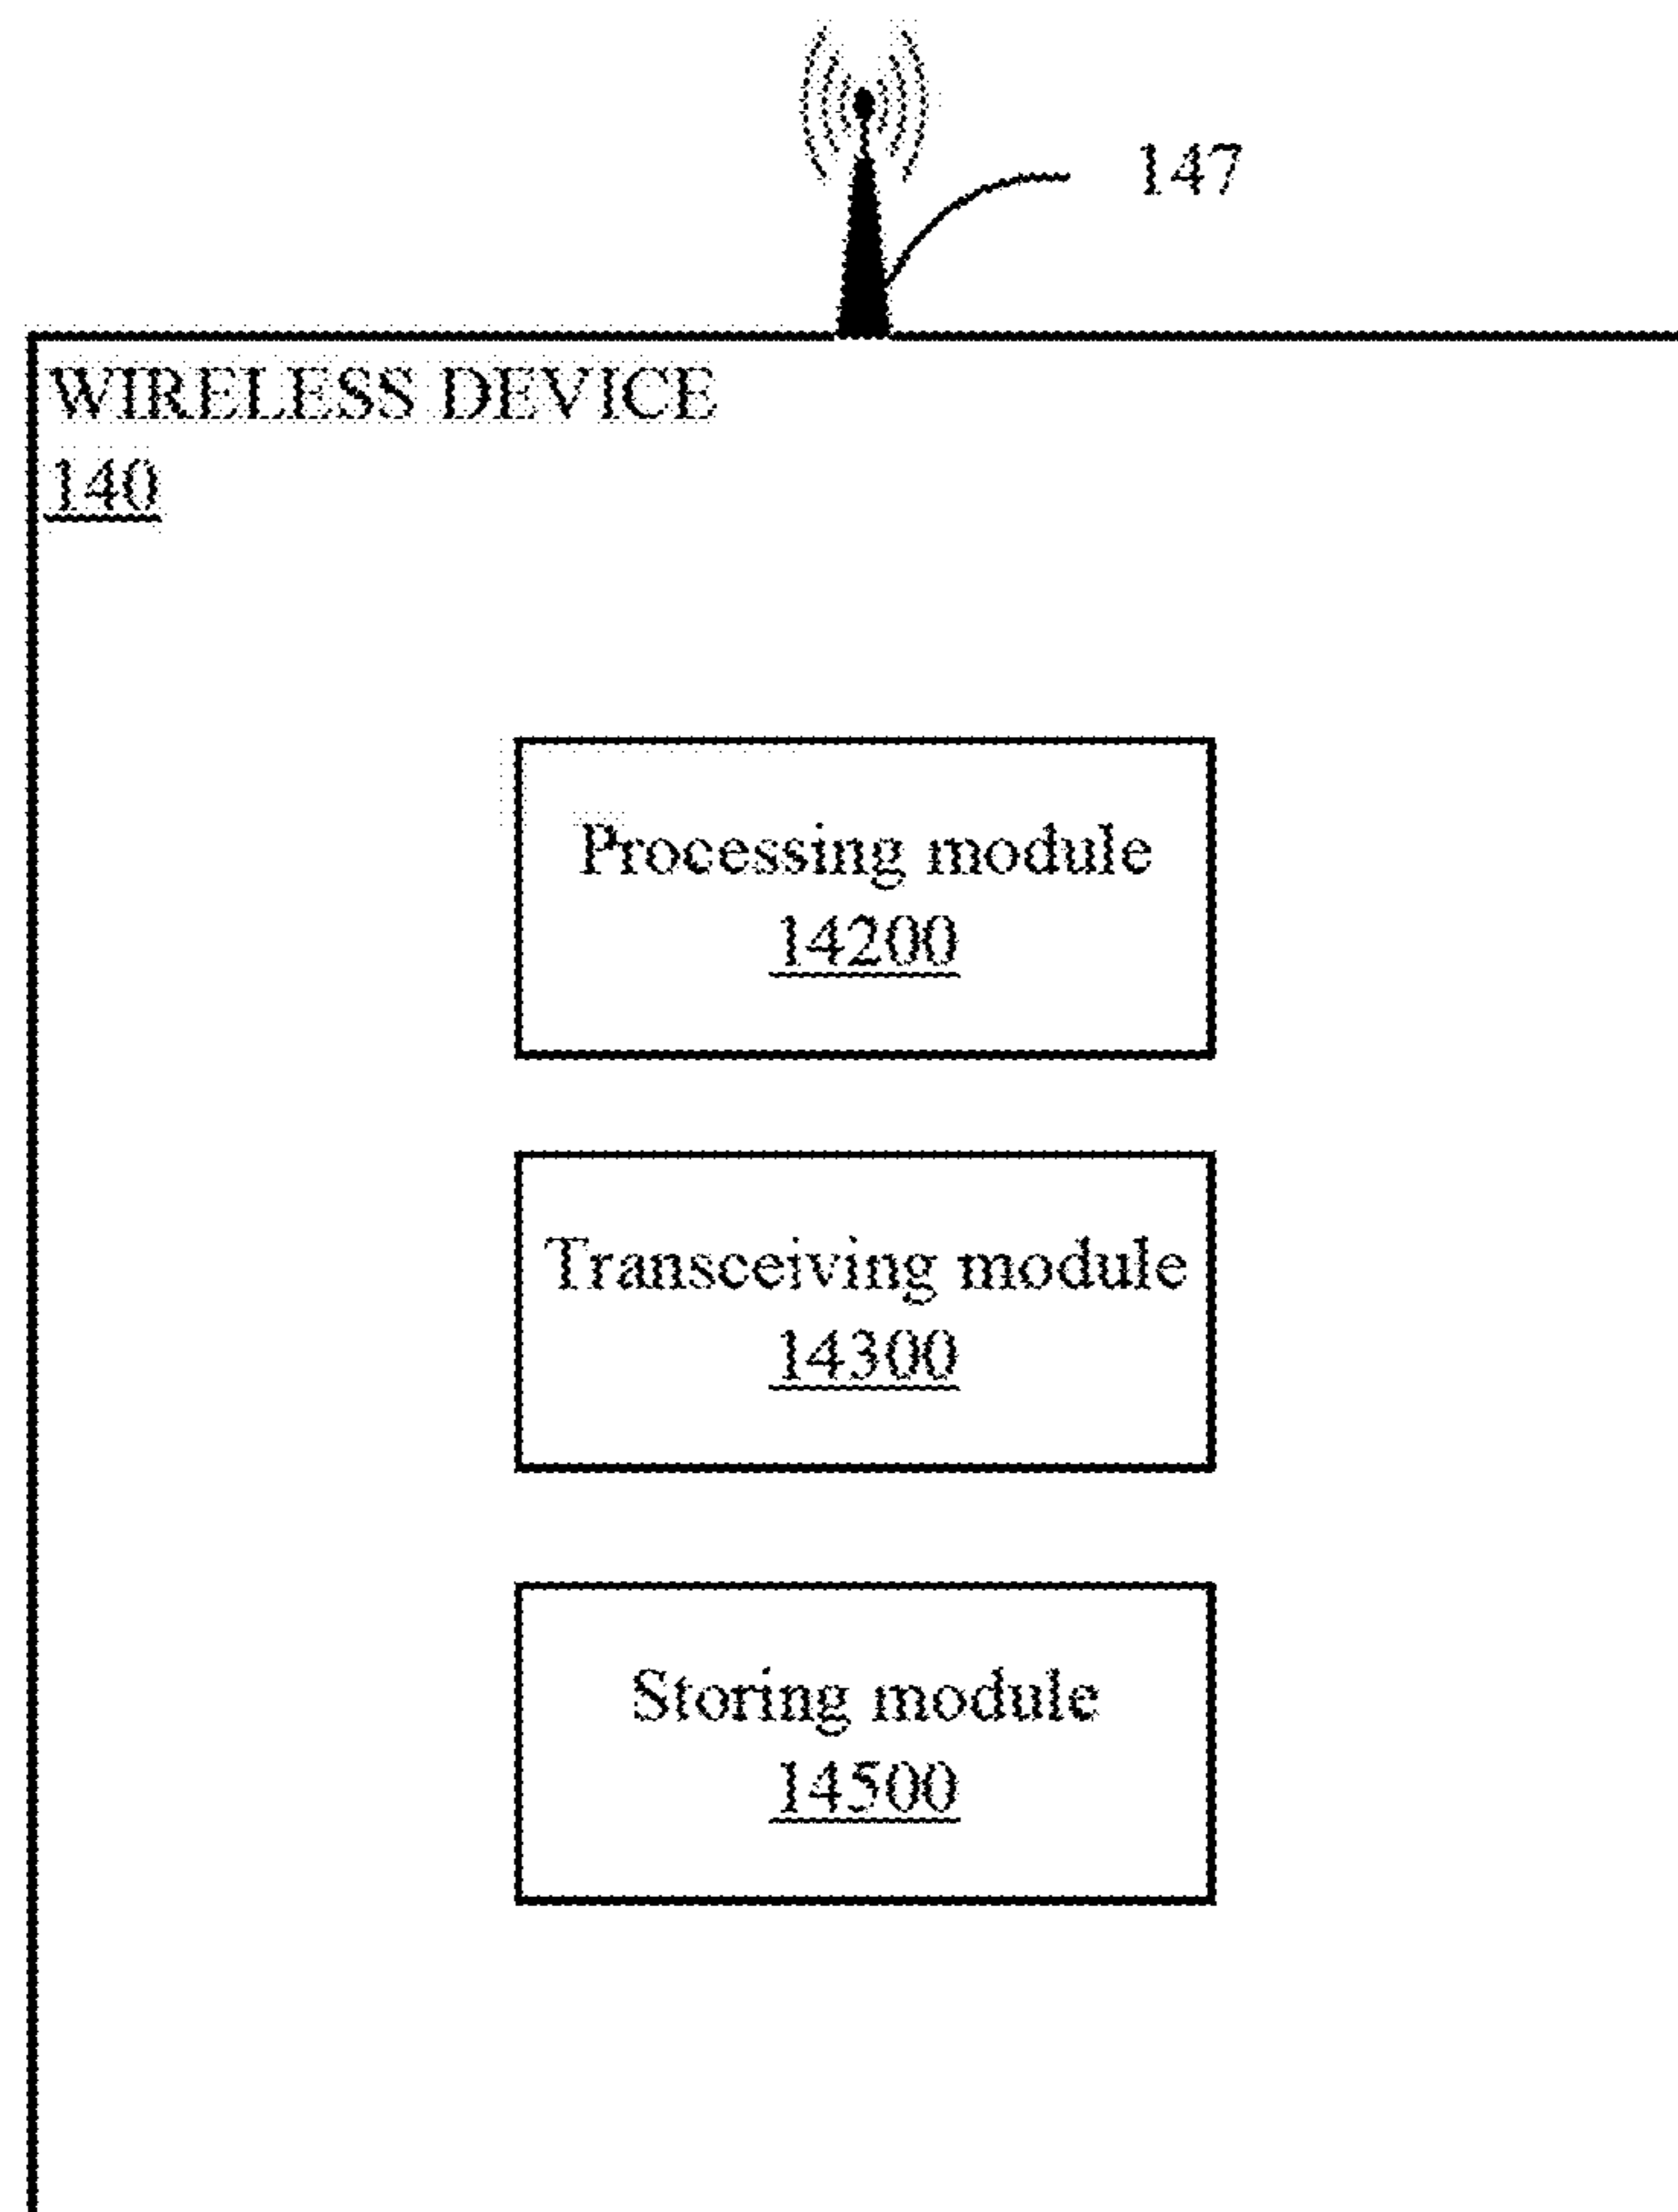 147
WIRELESS DEVICE
140
Processing module
14200
Transceiving module
14300
Storing module
14500